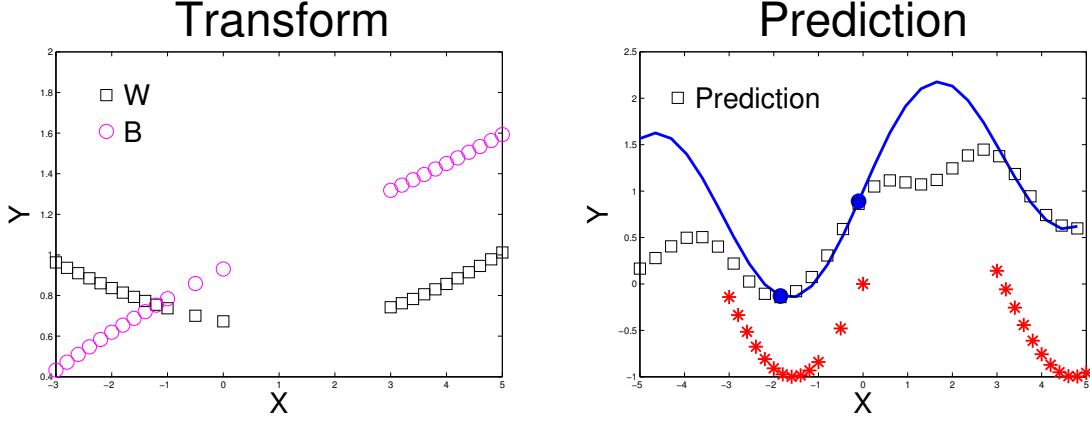 Transform
Prediction
2
1.8
1.6
1.4
1.2
1
0.8
0.6
0.4
−3 −2 −1 0 1 2 3 4 5
Y
X
W
B
2.5
2
1.5
1
0.5
0
−0.5
−1
−5 −4 −3 −2 −1 0 1 2 3 4 5
Y
X
Prediction